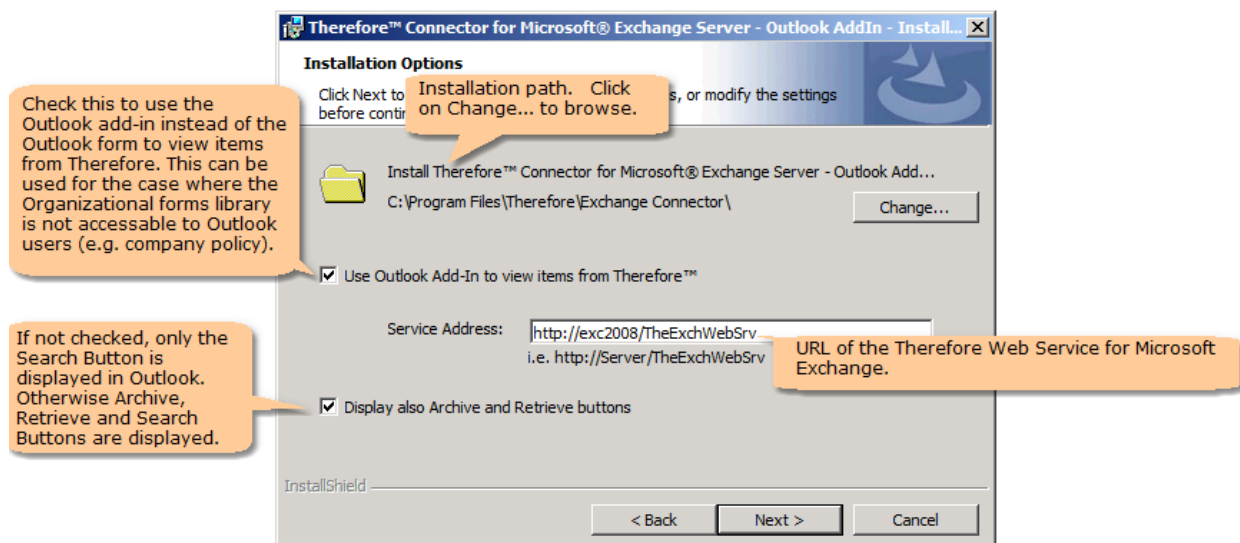 Therefore™ Connector for Microsoft® Exchange Server - Outlook AddIn - Install...
Installation Options
Click Next to
s, or modify the settings
before contin
Installation path. Click
on Change... to browse.
Check this to use the
Outlook add-in instead of the
Outlook form to view items
from Therefore. This can be
used for the case where the
Organizational forms library
is not accessable to Outlook
users (e.g. company policy).
Install Therefore™ Connector for Microsoft® Exchange Server - Outlook Add...
C:\Program Files\Therefore\Exchange Connector\
Change...
Use Outlook Add-In to view items from Therefore™
Service Address:
http://exc2008/TheExchWebSrv
i.e. http://Server/TheExchWebSrv
URL of the Therefore Web Service for Microsoft
Exchange.
If not checked, only the
Search Button is
displayed in Outlook.
Otherwise Archive,
Retrieve and Search
Buttons are displayed.
Display also Archive and Retrieve buttons
InstallShield
< Back
Next >
Cancel